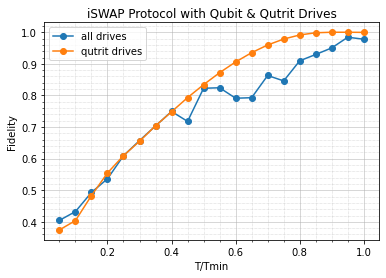 iSWAP Protocol with Qubit & Qutrit Drives
all drives
qutrit drives
Fidelity
1.0
0.9
0.8
0.7
0.6
0.5
0.4
0.2
0.4
0.6
0.8
1.0
T/Tmin